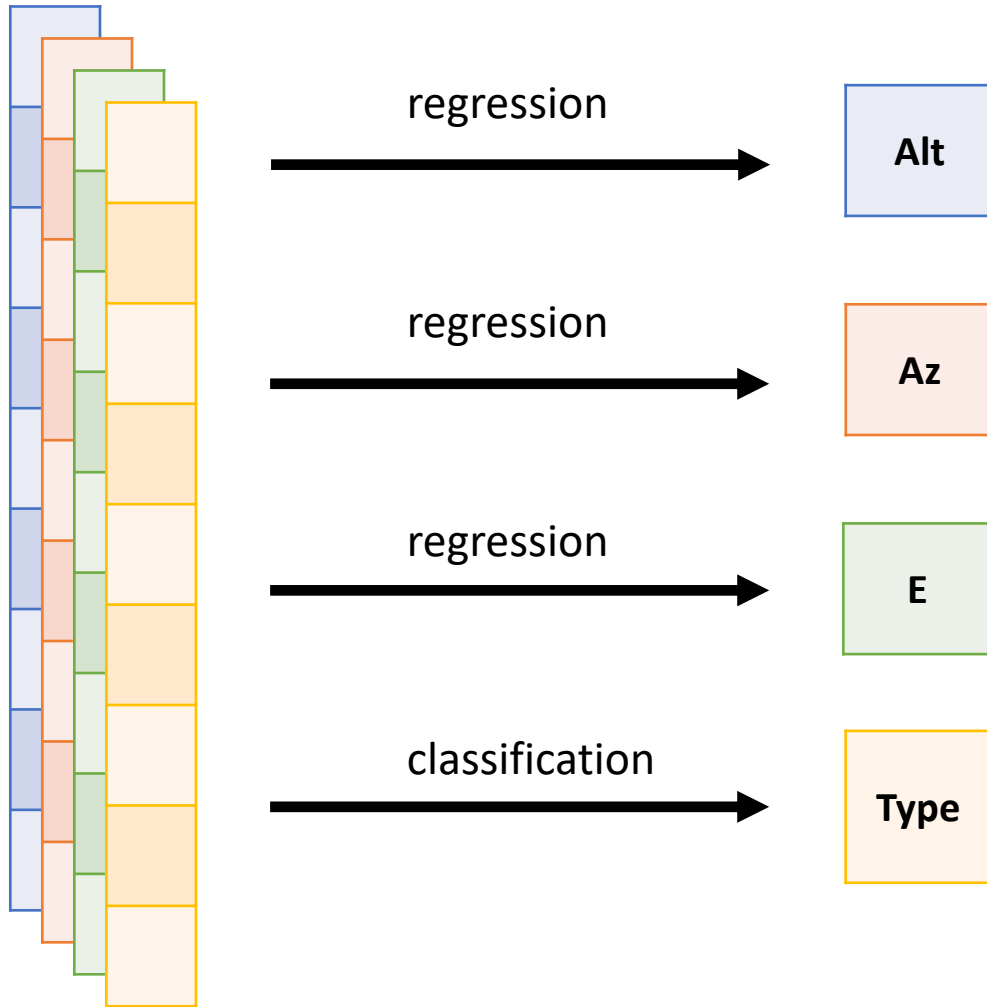 regression
Alt
regression
Az
regression
E
classification
Type